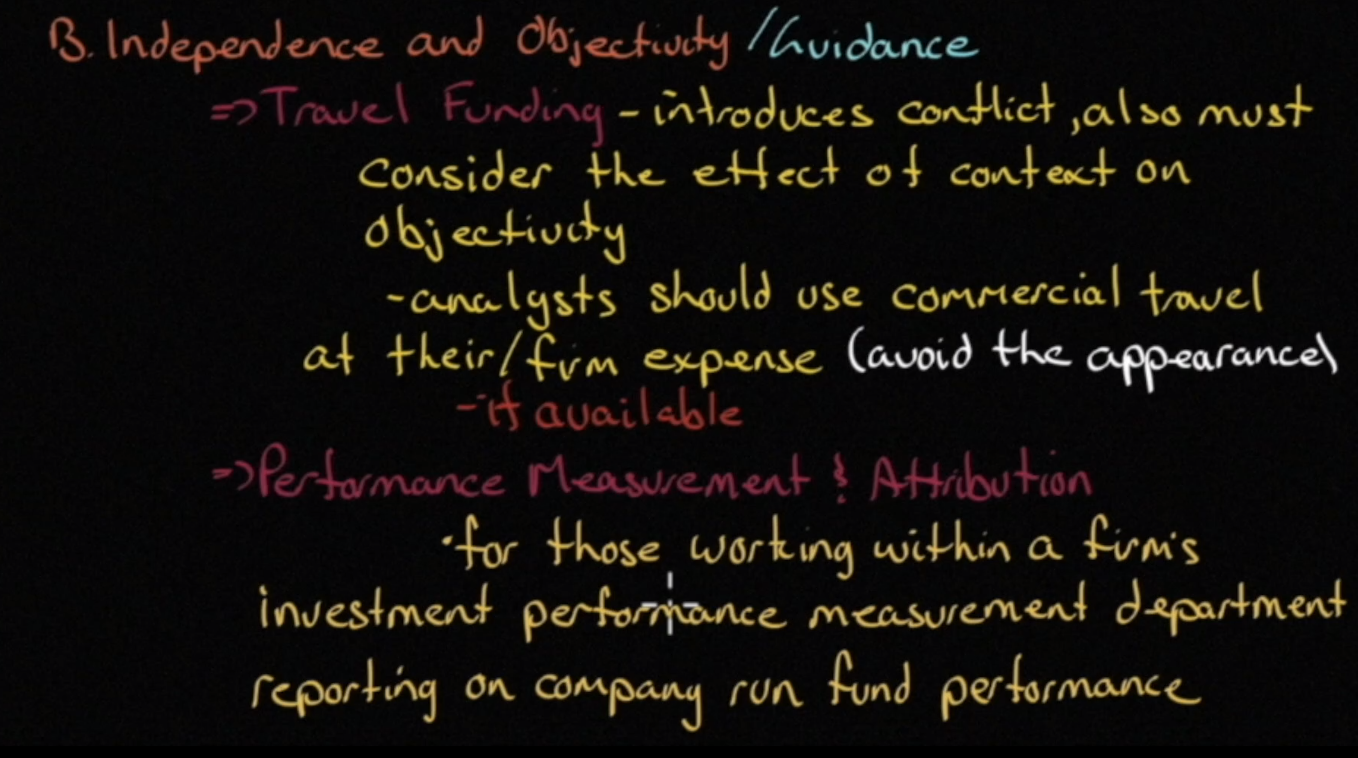 B. Independence and Objectivity /Guidance
=> Travel Funding - introduces conflict, also must
consider the effect of context on
objectivity
- analysts should use commercial travel
at their/firm expense (avoid the appearance)
- if available
=> Performance Measurement & Attribution
· for those working within a firm's
investment performance measurement department
reporting on company run fund performance